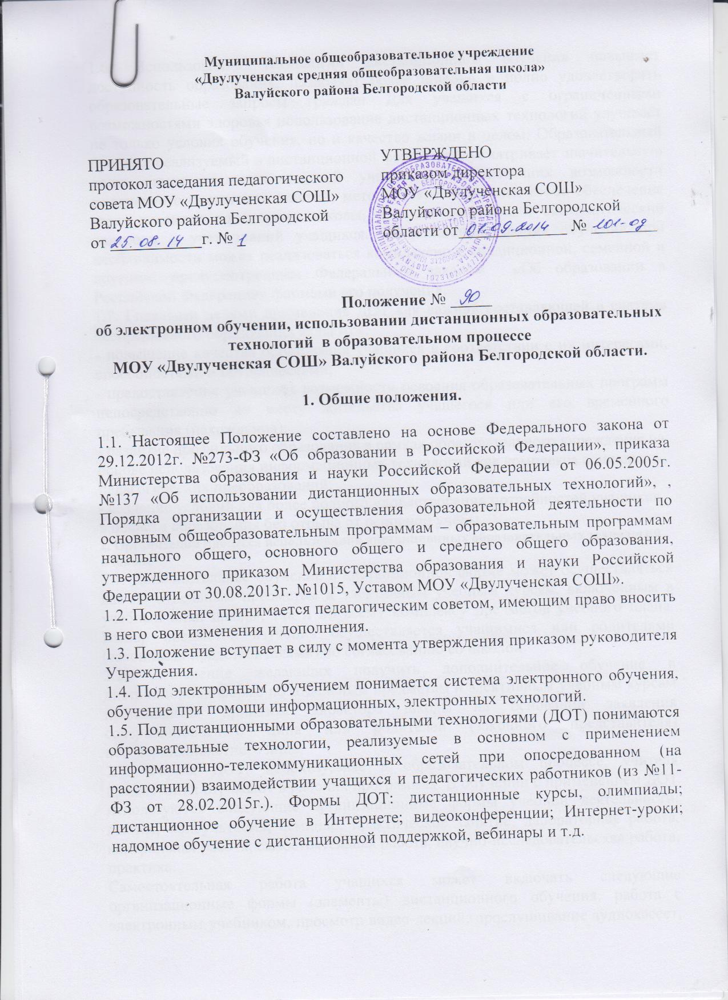 Муниципальное общеобразовательное учреждение
«Двулученская средняя общеобразовательная школа»
Валуйского района Белгородской области
ПРИНЯТО
протокол заседания педагогического
совета МОУ «Двулученская СОШ»
Валуйского района Белгородской
от 25.08.14 г. № 1
УТВЕРЖДЕНО
приказом директора
МОУ «Двулученская СОШ»
Валуйского района Белгородской
области от 01.09.2014 № 101-од
ДЛЯ
ДОКУМЕНТОВ
ОГРН 1023102154778
Положение № 90
об электронном обучении, использовании дистанционных образовательных
технологий в образовательном процессе
МОУ «Двулученская СОШ» Валуйского района Белгородской области.
1. Общие положения.
1.1. Настоящее Положение составлено на основе Федерального закона от
29.12.2012г. №273-ФЗ «Об образовании в Российской Федерации», приказа
Министерства образования и науки Российской Федерации от 06.05.2005г.
№137 «Об использовании дистанционных образовательных технологий», ,
Порядка организации и осуществления образовательной деятельности по
основным общеобразовательным программам – образовательным программам
начального общего, основного общего и среднего общего образования,
утвержденного приказом Министерства образования и науки Российской
Федерации от 30.08.2013г. №1015, Уставом МОУ «Двулученская СОШ».
1.2. Положение принимается педагогическим советом, имеющим право вносить
в него свои изменения и дополнения.
1.3. Положение вступает в силу с момента утверждения приказом руководителя
Учреждения.
1.4. Под электронным обучением понимается система электронного обучения,
обучение при помощи информационных, электронных технологий.
1.5. Под дистанционными образовательными технологиями (ДОТ) понимаются
образовательные технологии, реализуемые в основном с применением
информационно-телекоммуникационных сетей при опосредованном (на
расстоянии) взаимодействии учащихся и педагогических работников (из №11-
ФЗ от 28.02.2015г.). Формы ДОТ: дистанционные курсы, олимпиады;
дистанционное обучение в Интернете; видеоконференции; Интернет-уроки;
надомное обучение с дистанционной поддержкой, вебинары и т.д.